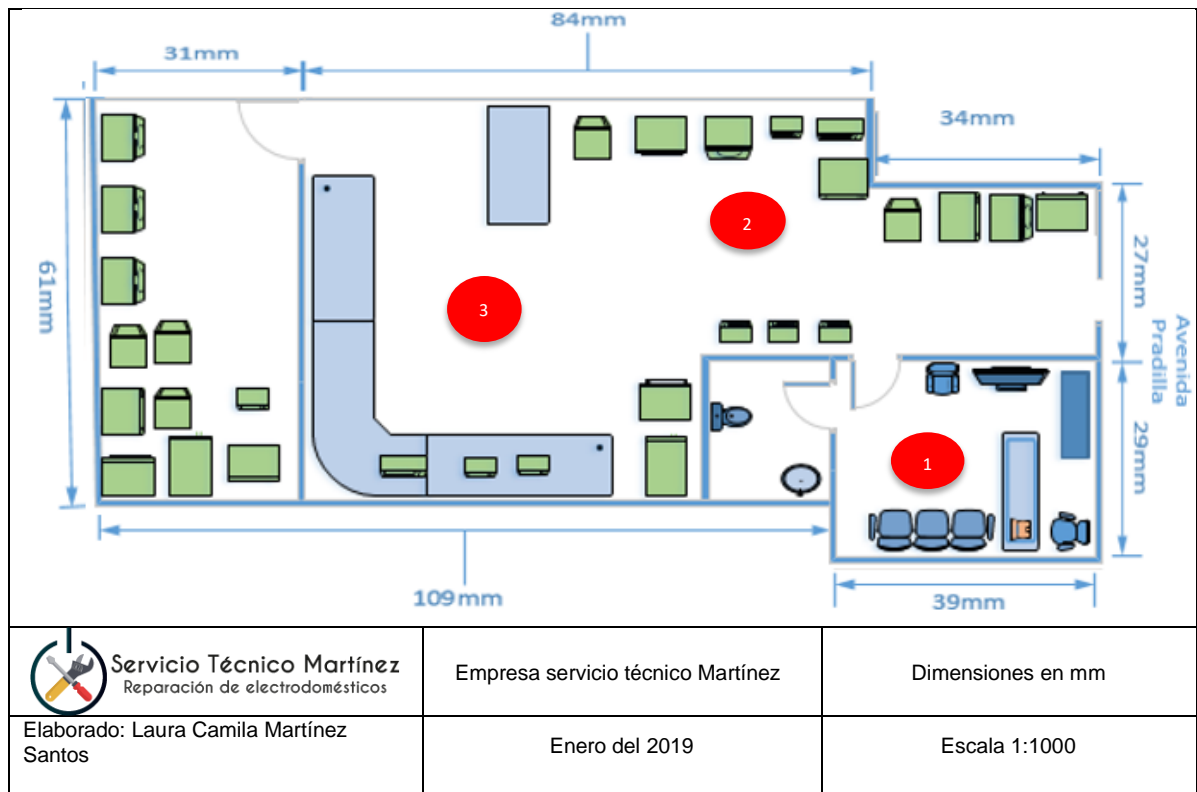 84mm
31mm
34mm
2
61mm
27mm
3
Avenida
Pradilla
29mm
1
109mm
39mm
Servicio Técnico Martínez
Reparación de electrodomésticos
Empresa servicio técnico Martínez
Dimensiones en mm
Elaborado: Laura Camila Martínez
Santos
Enero del 2019
Escala 1:1000